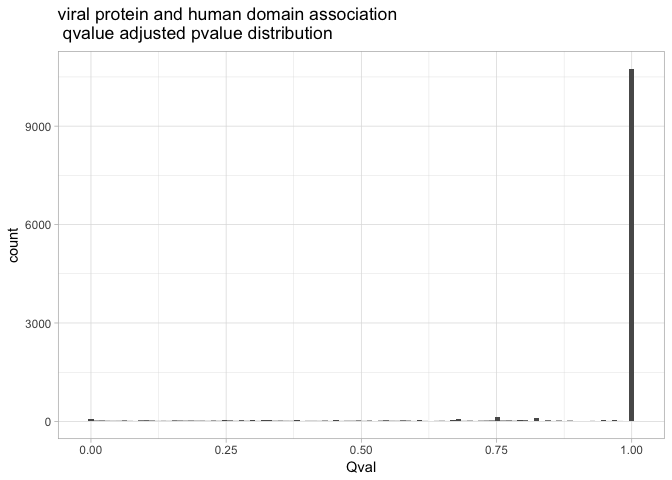 viral protein and human domain association
qvalue adjusted pvalue distribution
9000
6000
3000
0
count
0.00 0.25 0.50 0.75 1.00
Qval